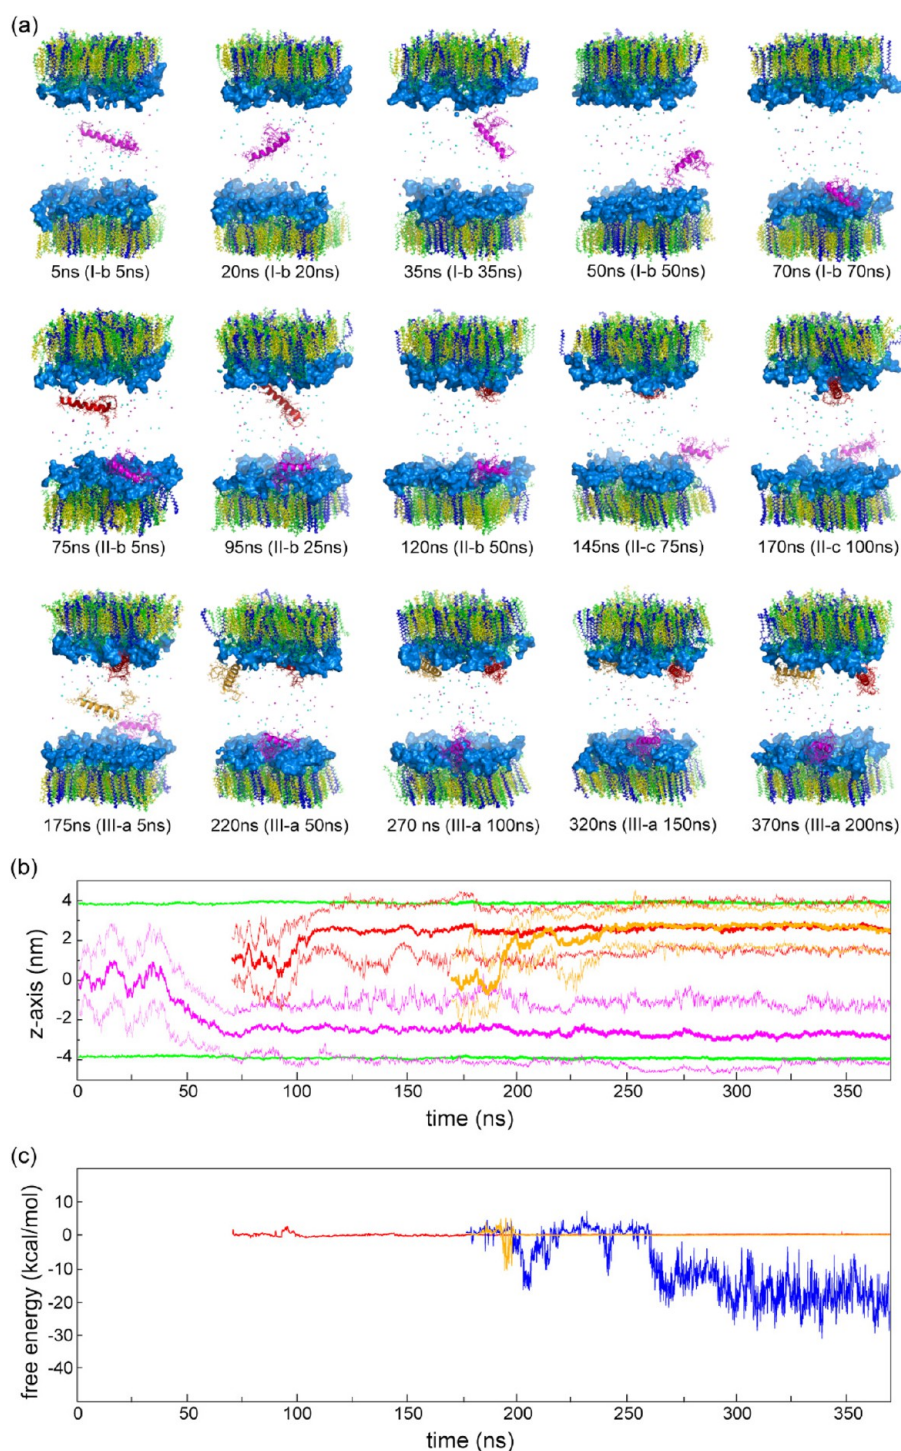 (a)
5ns (I-b 5ns) 20ns (I-b 20ns) 35ns (I-b 35ns) 50ns (I-b 50ns) 70ns (I-b 70ns)
75ns (II-b 5ns) 95ns (II-b 25ns) 120ns (II-b 50ns) 145ns (II-c 75ns) 170ns (II-c 100ns)
175ns (III-a 5ns) 220ns (III-a 50ns) 270 ns (III-a 100ns) 320ns (III-a 150ns) 370ns (III-a 200ns)
(b)
z-axis (nm)
4
2
0
-2
-4
0 50 100 150 200 250 300 350
time (ns)
(c)
free energy (kcal/mol)
10
0
-10
-20
-30
-40
0 50 100 150 200 250 300 350
time (ns)